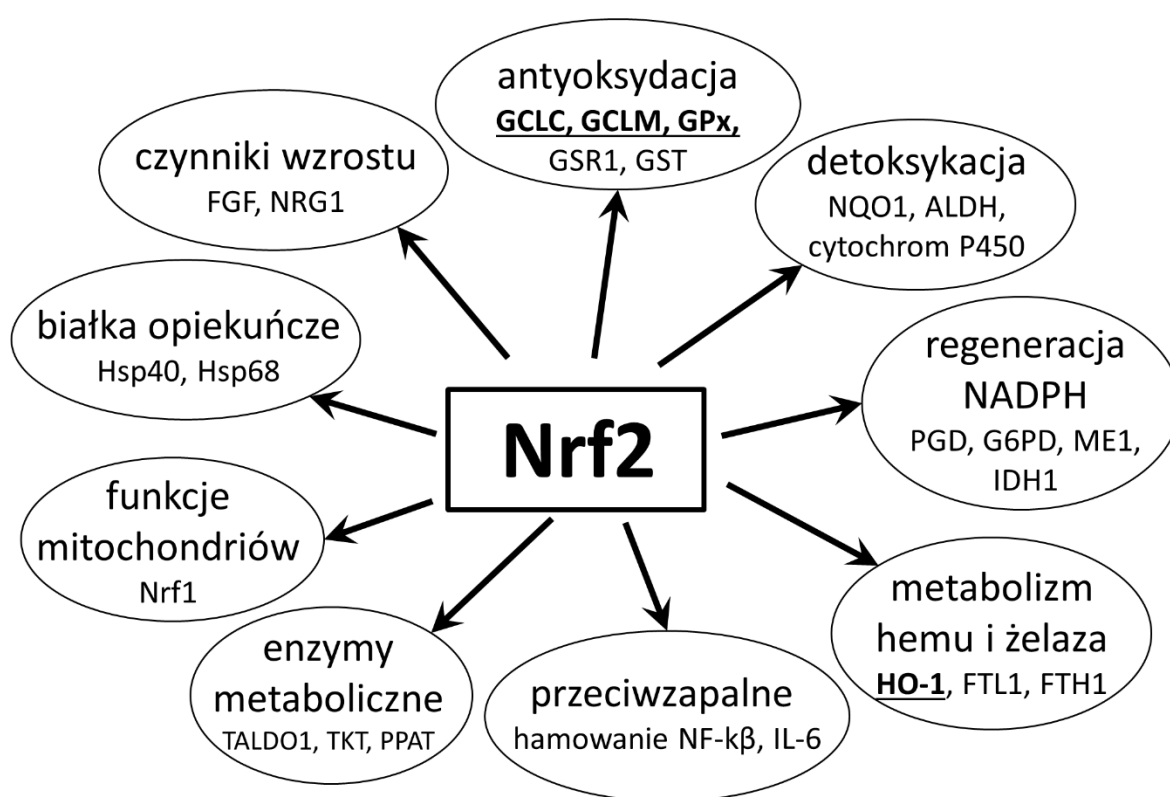 antyoksydacja
GCLC, GCLM, GPx,
GSR1, GST
czynniki wzrostu
FGF, NRG1
detoksykacja
NQO1, ALDH,
cytochrom P450
białka opiekuńcze
Hsp40, Hsp68
regeneracja
NADPH
PGD, G6PD, ME1,
IDH1
Nrf2
funkcje
mitochondriów
Nrf1
metabolizm
hemu i żelaza
HO-1, FTL1, FTH1
enzymy
metaboliczne
TALDO1, TKT, PPAT
przeciwzapalne
hamowanie NF-kβ, IL-6